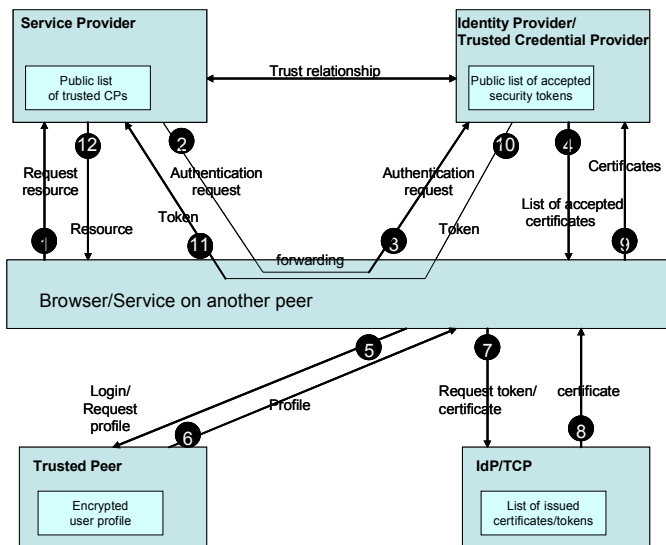 Service Provider
Public list
of trusted CPs
Identity Provider/
Trusted Credential Provider
Public list of accepted
security tokens
Trust relationship
12
2
10
4
Request
resource
Authentication
request
Authentication
request
Certificates
Resource
Token
Token
List of accepted
certificates
1
11
3
9
forwarding
Browser/Service on another peer
5
7
Login/
Request
profile
Profile
Request token/
certificate
certificate
6
8
Trusted Peer
Encrypted
user profile
IdP/TCP
List of issued
certificates/tokens